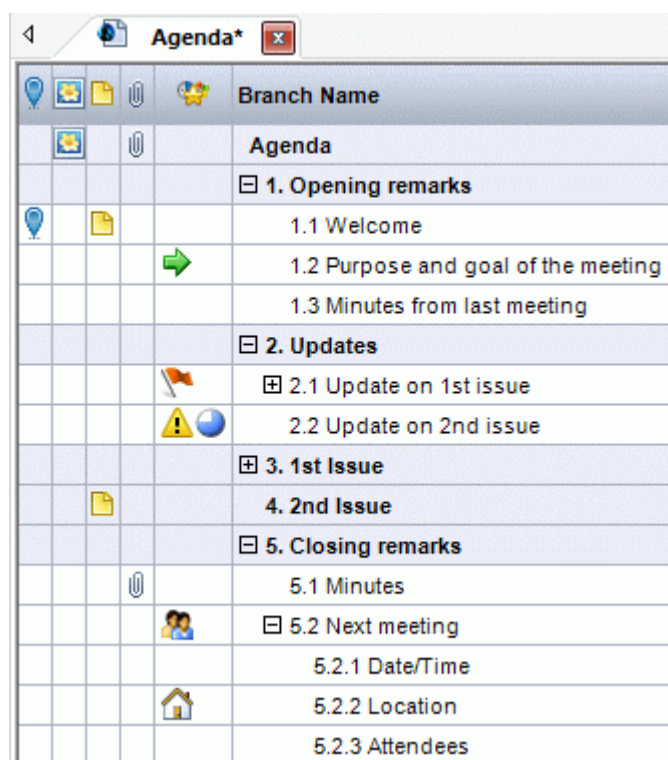 Agenda*
Branch Name
Agenda
1. Opening remarks
1.1 Welcome
1.2 Purpose and goal of the meeting
1.3 Minutes from last meeting
2. Updates
2.1 Update on 1st issue
2.2 Update on 2nd issue
3. 1st Issue
4. 2nd Issue
5. Closing remarks
5.1 Minutes
5.2 Next meeting
5.2.1 Date/Time
5.2.2 Location
5.2.3 Attendees